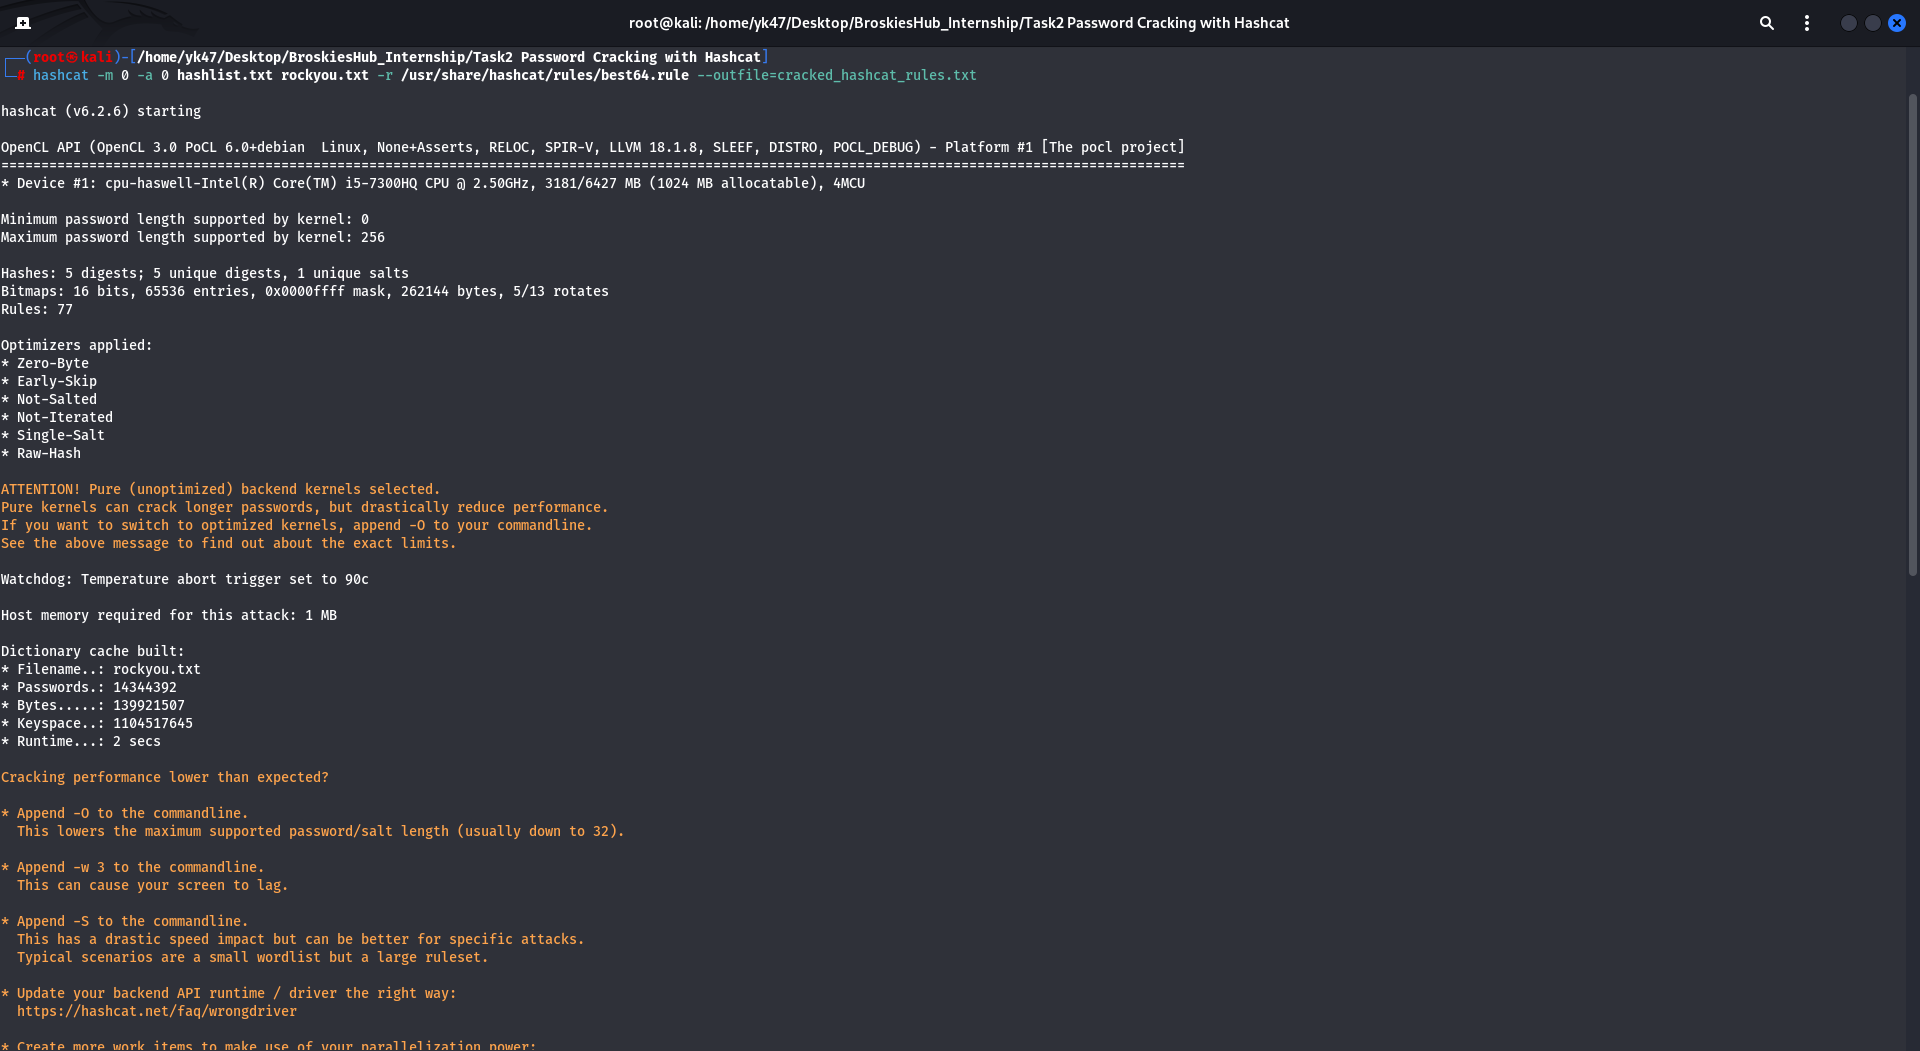 root@kali: /home/yk47/Desktop/BroskiesHub_Internship/Task2 Password Cracking with Hashcat
┌──(root㉿kali)-[/home/yk47/Desktop/BroskiesHub_Internship/Task2 Password Cracking with Hashcat]
└─# hashcat -m 0 -a 0 hashlist.txt rockyou.txt -r /usr/share/hashcat/rules/best64.rule --outfile=cracked_hashcat_rules.txt
hashcat (v6.2.6) starting
OpenCL API (OpenCL 3.0 PoCL 6.0+debian  Linux, None+Asserts, RELOC, SPIR-V, LLVM 18.1.8, SLEEF, DISTRO, POCL_DEBUG) - Platform #1 [The pocl project]
====================================================================================================================================================
* Device #1: cpu-haswell-Intel(R) Core(TM) i5-7300HQ CPU @ 2.50GHz, 3181/6427 MB (1024 MB allocatable), 4MCU
Minimum password length supported by kernel: 0
Maximum password length supported by kernel: 256
Hashes: 5 digests; 5 unique digests, 1 unique salts
Bitmaps: 16 bits, 65536 entries, 0x0000ffff mask, 262144 bytes, 5/13 rotates
Rules: 77
Optimizers applied:
* Zero-Byte
* Early-Skip
* Not-Salted
* Not-Iterated
* Single-Salt
* Raw-Hash
ATTENTION! Pure (unoptimized) backend kernels selected.
Pure kernels can crack longer passwords, but drastically reduce performance.
If you want to switch to optimized kernels, append -O to your commandline.
See the above message to find out about the exact limits.
Watchdog: Temperature abort trigger set to 90c
Host memory required for this attack: 1 MB
Dictionary cache built:
* Filename..: rockyou.txt
* Passwords.: 14344392
* Bytes.....: 139921507
* Keyspace..: 1104517645
* Runtime...: 2 secs
Cracking performance lower than expected?
* Append -O to the commandline.
  This lowers the maximum supported password/salt length (usually down to 32).
* Append -w 3 to the commandline.
  This can cause your screen to lag.
* Append -S to the commandline.
  This has a drastic speed impact but can be better for specific attacks.
  Typical scenarios are a small wordlist but a large ruleset.
* Update your backend API runtime / driver the right way:
  https://hashcat.net/faq/wrongdriver
* Create more work items to make use of your parallelization power: